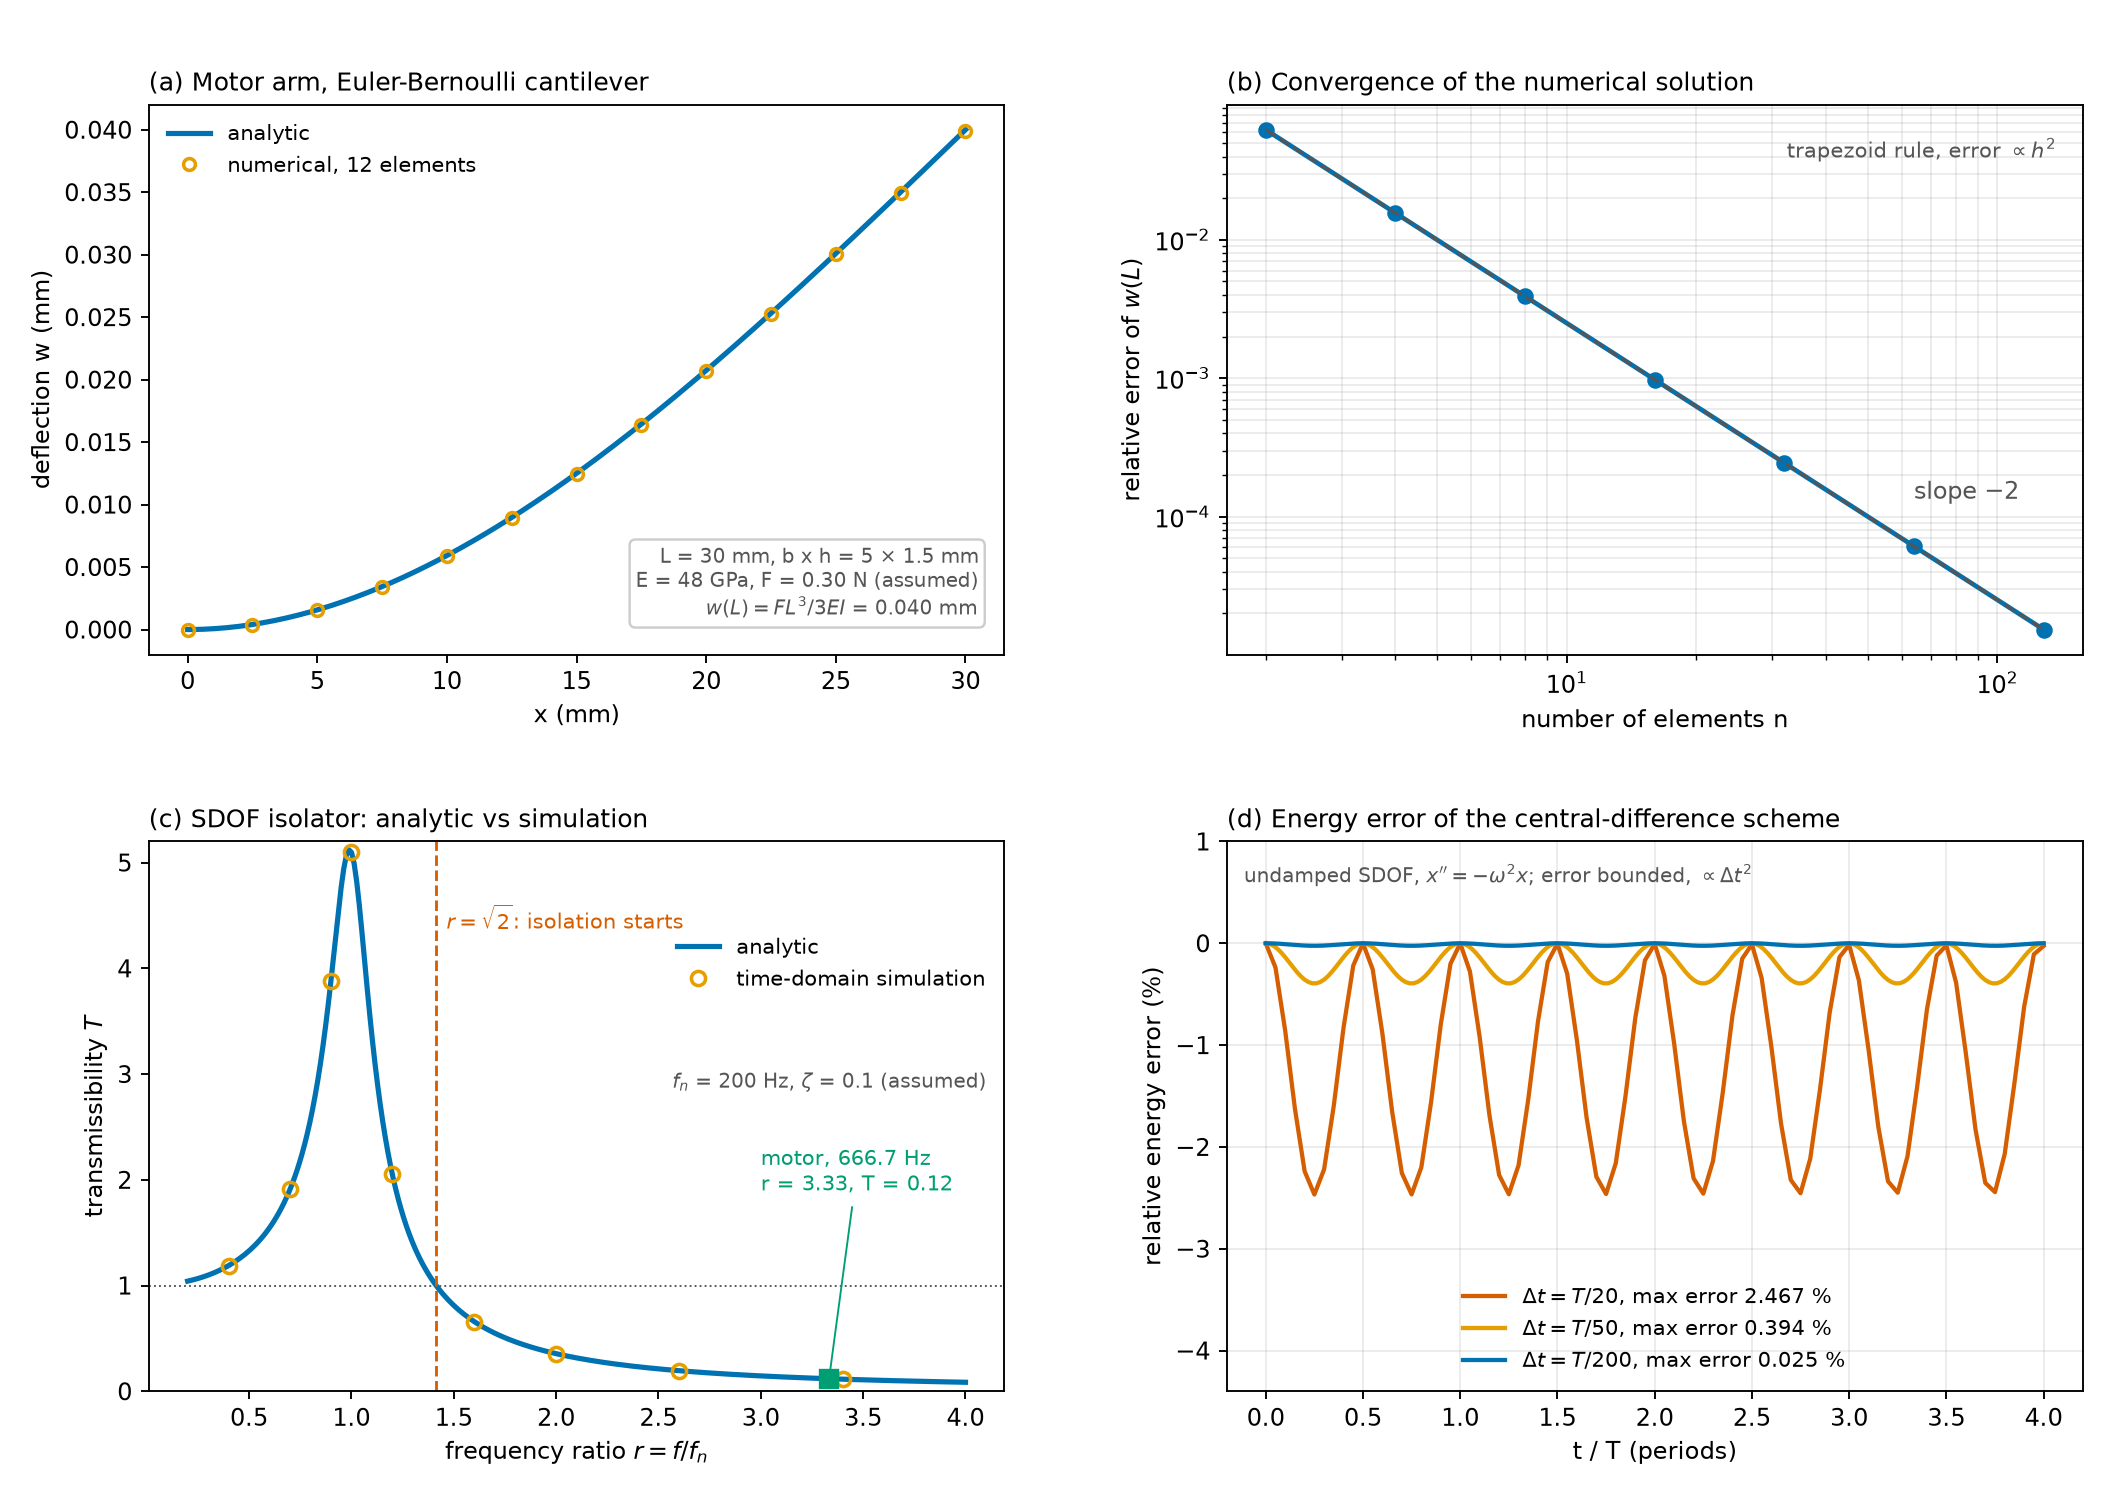 (a) Motor arm, Euler-Bernoulli cantilever
analytic
numerical, 12 elements
0.040
0.035
0.030
0.025
0.020
0.015
0.010
0.005
0.000
deflection w (mm)
L = 30 mm, b x h = 5 × 1.5 mm
E = 48 GPa, F = 0.30 N (assumed)
w(L) = FL³/3EI = 0.040 mm
0 5 10 15 20 25 30
x (mm)
(b) Convergence of the numerical solution
trapezoid rule, error ∝ h²
10⁻²
10⁻³
10⁻⁴
relative error of w(L)
slope −2
10¹ 10²
number of elements n
(c) SDOF isolator: analytic vs simulation
5
4
3
2
1
0
transmissibility T
r = √2: isolation starts
analytic
time-domain simulation
fₙ = 200 Hz, ζ = 0.1 (assumed)
motor, 666.7 Hz
r = 3.33, T = 0.12
0.5 1.0 1.5 2.0 2.5 3.0 3.5 4.0
frequency ratio r = f/fₙ
(d) Energy error of the central-difference scheme
undamped SDOF, x″ = −ω²x; error bounded, ∝ Δt²
1
0
−1
−2
−3
−4
relative energy error (%)
Δt = T/20, max error 2.467 %
Δt = T/50, max error 0.394 %
Δt = T/200, max error 0.025 %
0.0 0.5 1.0 1.5 2.0 2.5 3.0 3.5 4.0
t / T (periods)